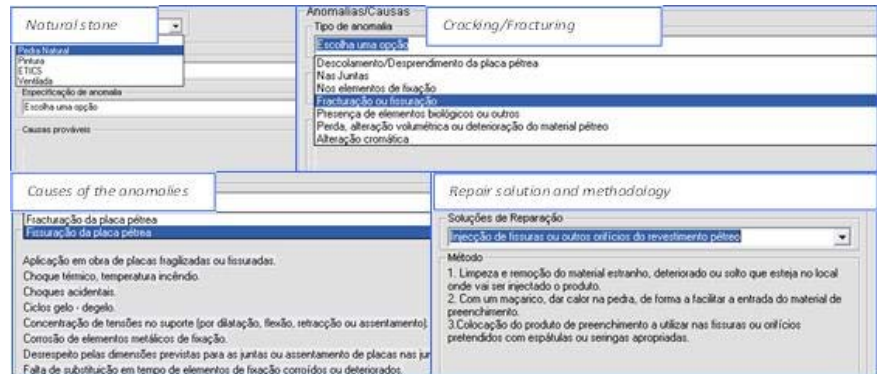 Natural stone
Pedra Natural
Pintura
ETICS
Ventilada
Especificação de anomalia
Escolha uma opção
Causas prováveis
Anomalias/Causas
Tipo de anomalia
Cracking/Fracturing
Escolha uma opção
Descolamento/Desprendimento da placa pétrea
Nas Juntas
Nos elementos de fixação
Fracturação ou fissuração
Presença de elementos biológicos ou outros
Perda, alteração volumétrica ou deterioração do material pétreo
Alteração cromática
Causes of the anomalies
Fracturação da placa pétrea
Fissuração da placa pétrea
Aplicação em obra de placas fragilizadas ou fissuradas.
Choque térmico, temperatura incêndio.
Choques acidentais.
Ciclos gelo - degelo.
Concentração de tensões no suporte (por dilatação, flexão, retracção ou assentamento).
Corrosão de elementos metálicos de fixação.
Desrespeito pelas dimensões previstas para as juntas ou assentamento de placas nas jun
Falta de substituição em tempo de elementos de fixação corroídos ou deteriorados.
Repair solution and methodology
Soluções de Reparação
Injecção de fissuras ou outros orifícios do revestimento pétreo
Método
1. Limpeza e remoção do material estranho, deteriorado ou solto que esteja no local
onde vai ser injectado o produto.
2. Com um maçarico, dar calor na pedra, de forma a facilitar a entrada do material de
preenchimento.
3.Colocação do produto de preenchimento a utilizar nas fissuras ou orifícios
pretendidos com espátulas ou seringas apropriadas.